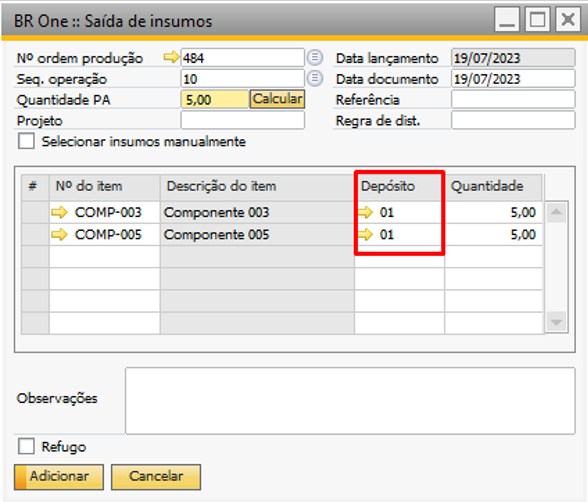 BR One :: Saída de insumos
Nº ordem produção 484 Data lançamento 19/07/2023
Seq. operação 10 Data documento 19/07/2023
Quantidade PA 5,00 Calcular Referência
Projeto Regra de dist.
Selecionar insumos manualmente
# Nº do item Descrição do item Depósito Quantidade
COMP-003 Componente 003 01 5,00
COMP-005 Componente 005 01 5,00
Observações
Refugo
Adicionar Cancelar